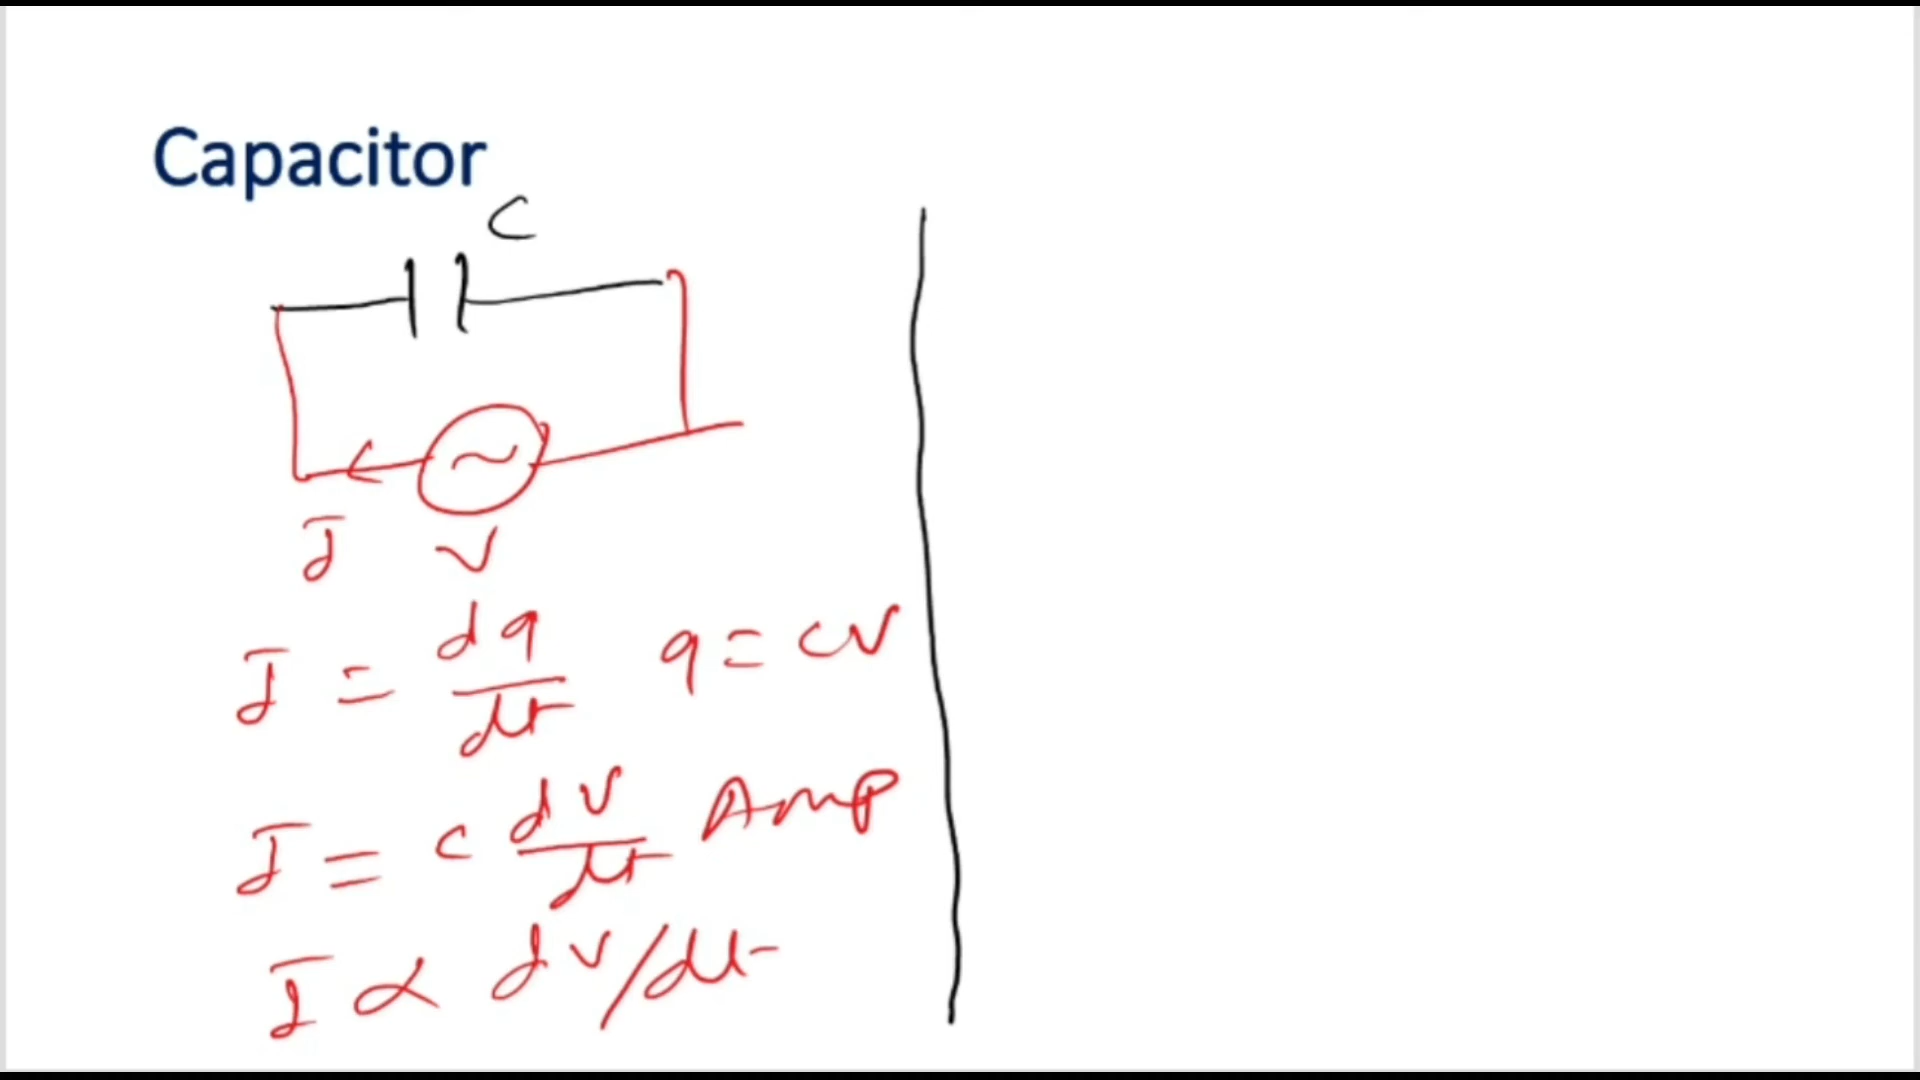 Capacitor
C
I V
I = dq/dt q = cv
I = c dv/dt Amp
I ∝ dv/dt